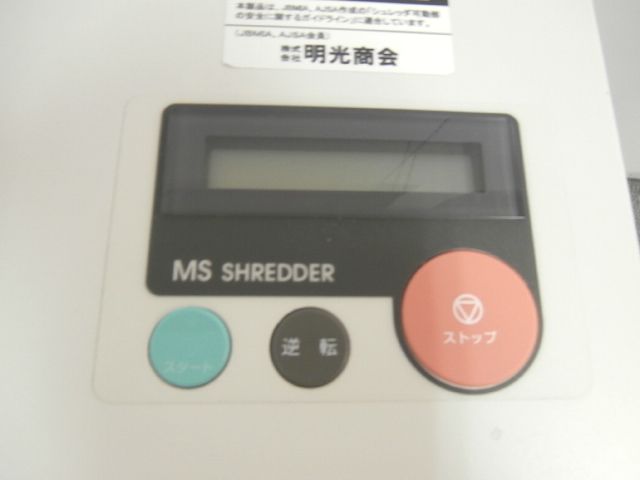 本製品は、JBMIA、AJSA作成の「シュレッダ可動部
の安全に関するガイドライン」に適合しています。
(JBMIA、AJSA会員)
株式
会社 明光商会
MS SHREDDER
スタート
逆 転
ストップ